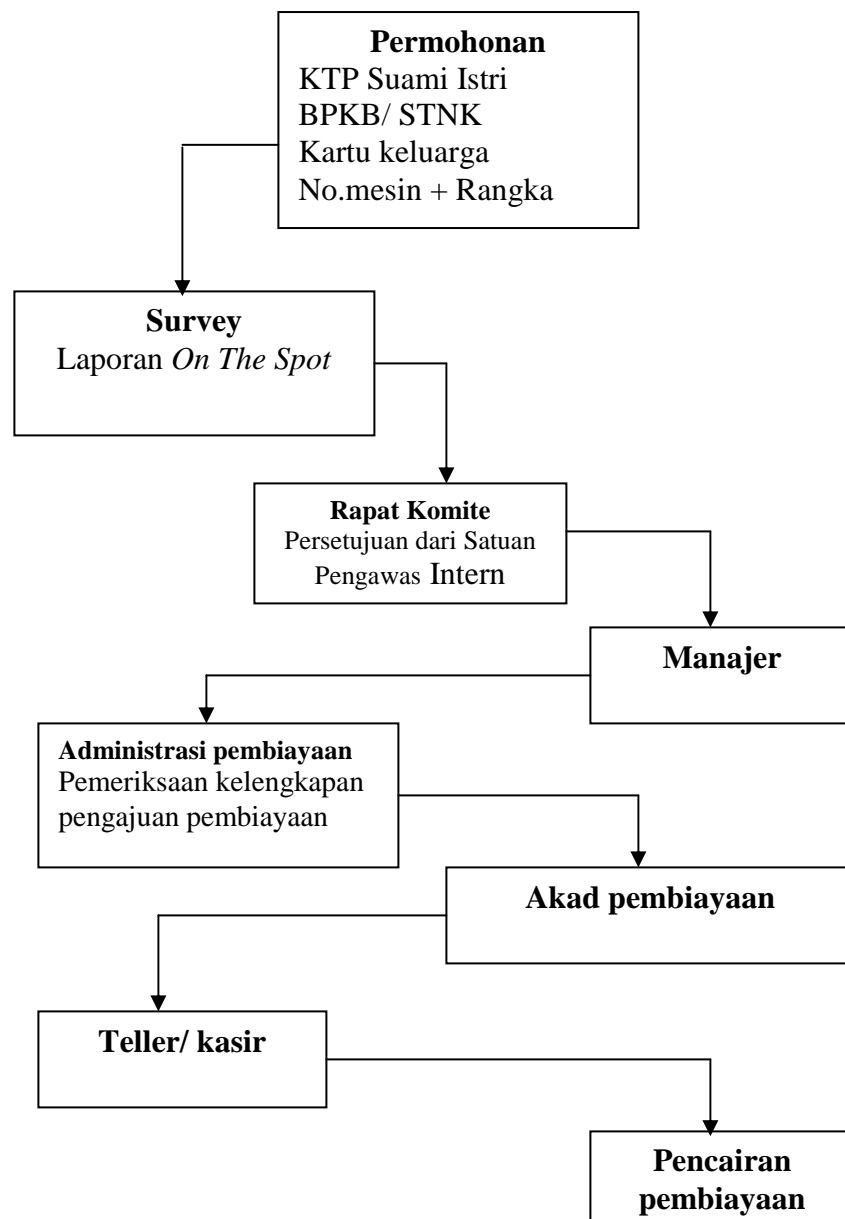 Permohonan
KTP Suami Istri
BPKB/ STNK
Kartu keluarga
No.mesin + Rangka
Survey
Laporan On The Spot
Rapat Komite
Persetujuan dari Satuan
Pengawas Intern
Manajer
Administrasi pembiayaan
Pemeriksaan kelengkapan
pengajuan pembiayaan
Akad pembiayaan
Teller/ kasir
Pencairan
pembiayaan